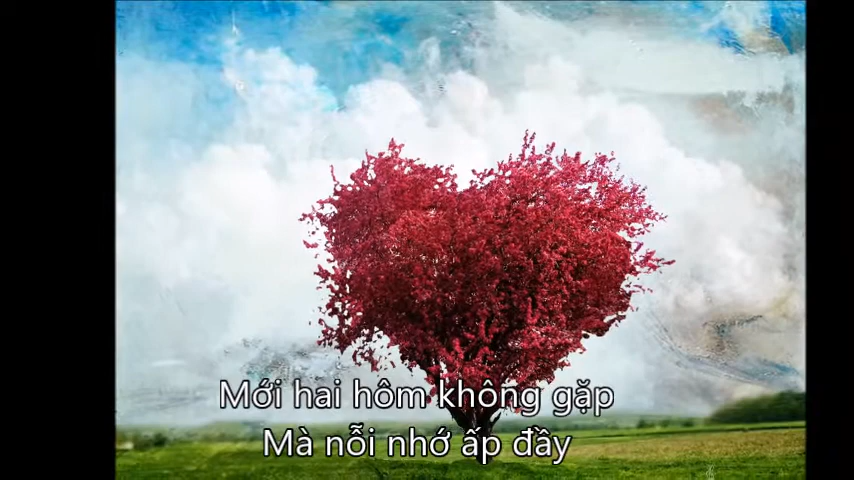 Mới hai hôm không gặp
Mà nỗi nhớ ấp đầy